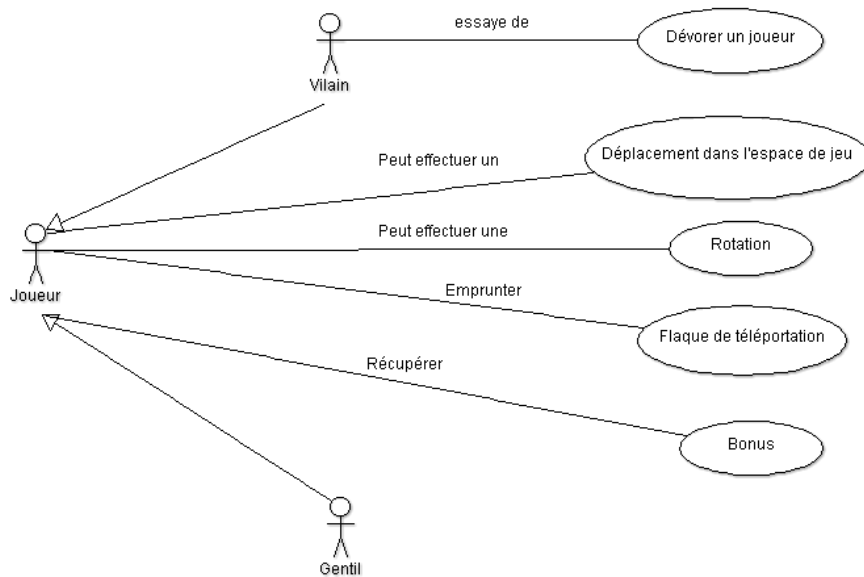 essaye de
Dévorer un joueur
Vilain
Peut effectuer un
Déplacement dans l'espace de jeu
Peut effectuer une
Rotation
Joueur
Emprunter
Flaque de téléportation
Récupérer
Bonus
Gentil